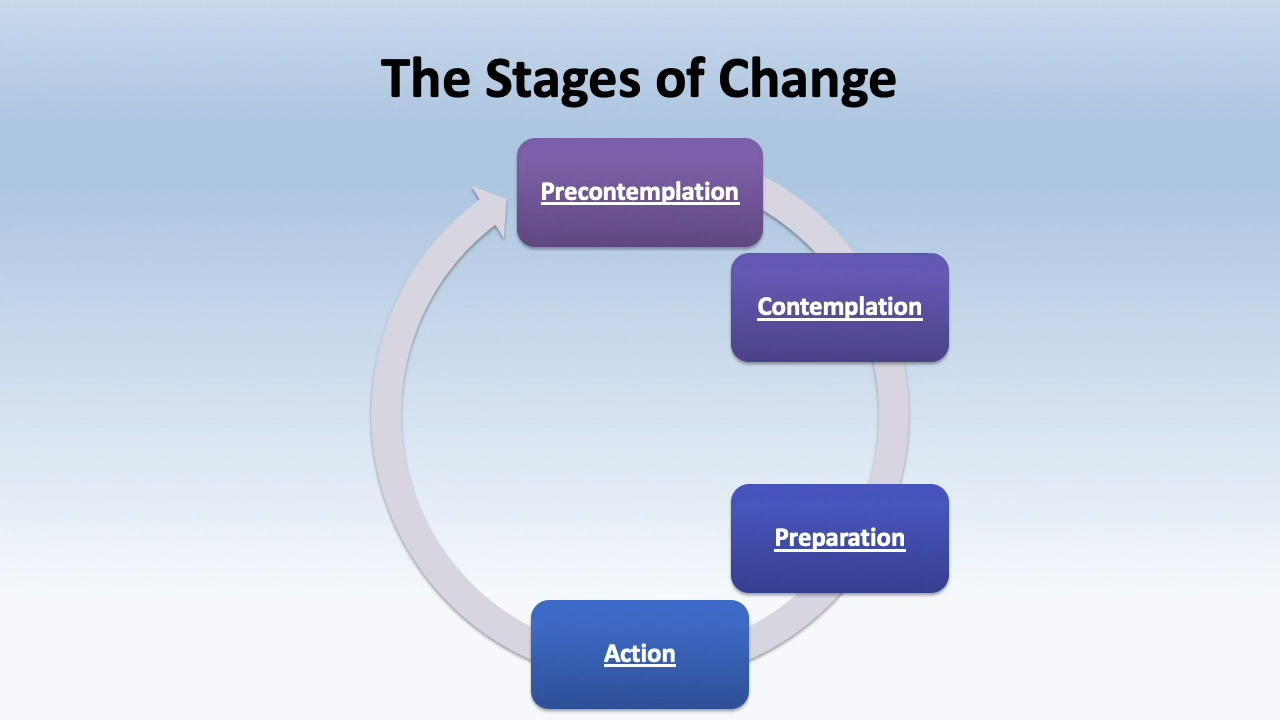 The Stages of Change
Precontemplation
Contemplation
Preparation
Action